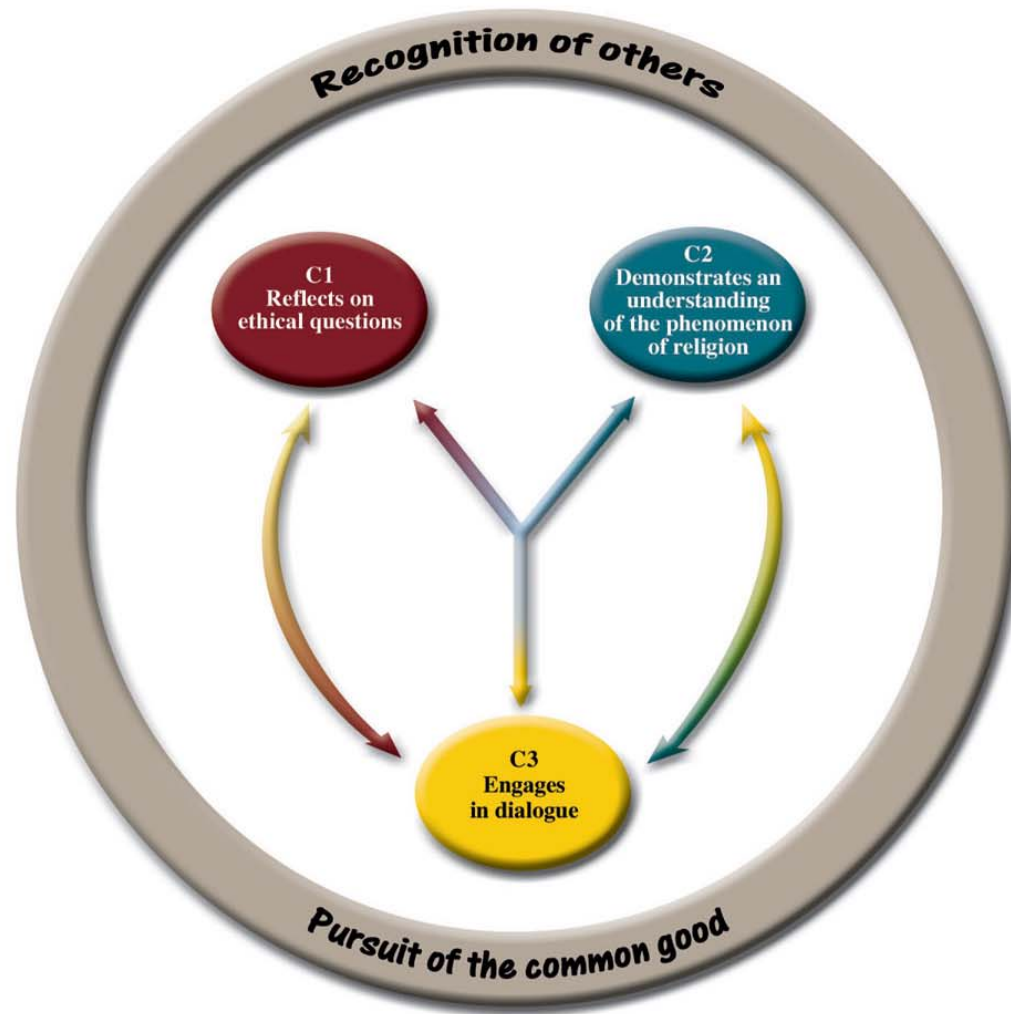 Recognition of others
C1
Reflects on
ethical questions
C2
Demonstrates an
understanding
of the phenomenon
of religion
C3
Engages
in dialogue
Pursuit of the common good